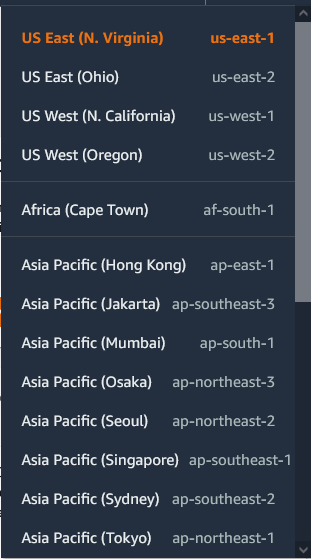 US East (N. Virginia) us-east-1
US East (Ohio) us-east-2
US West (N. California) us-west-1
US West (Oregon) us-west-2
Africa (Cape Town) af-south-1
Asia Pacific (Hong Kong) ap-east-1
Asia Pacific (Jakarta) ap-southeast-3
Asia Pacific (Mumbai) ap-south-1
Asia Pacific (Osaka) ap-northeast-3
Asia Pacific (Seoul) ap-northeast-2
Asia Pacific (Singapore) ap-southeast-1
Asia Pacific (Sydney) ap-southeast-2
Asia Pacific (Tokyo) ap-northeast-1